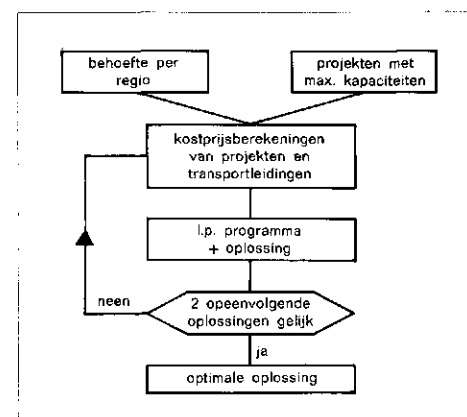 behoefte per
regio
projekten met
max. kapaciteiten
kostprijsberekeningen
van projekten en
transportleidingen
l.p. programma
+ oplossing
neen
2 opeenvolgende
oplossingen gelijk
ja
optimale oplossing